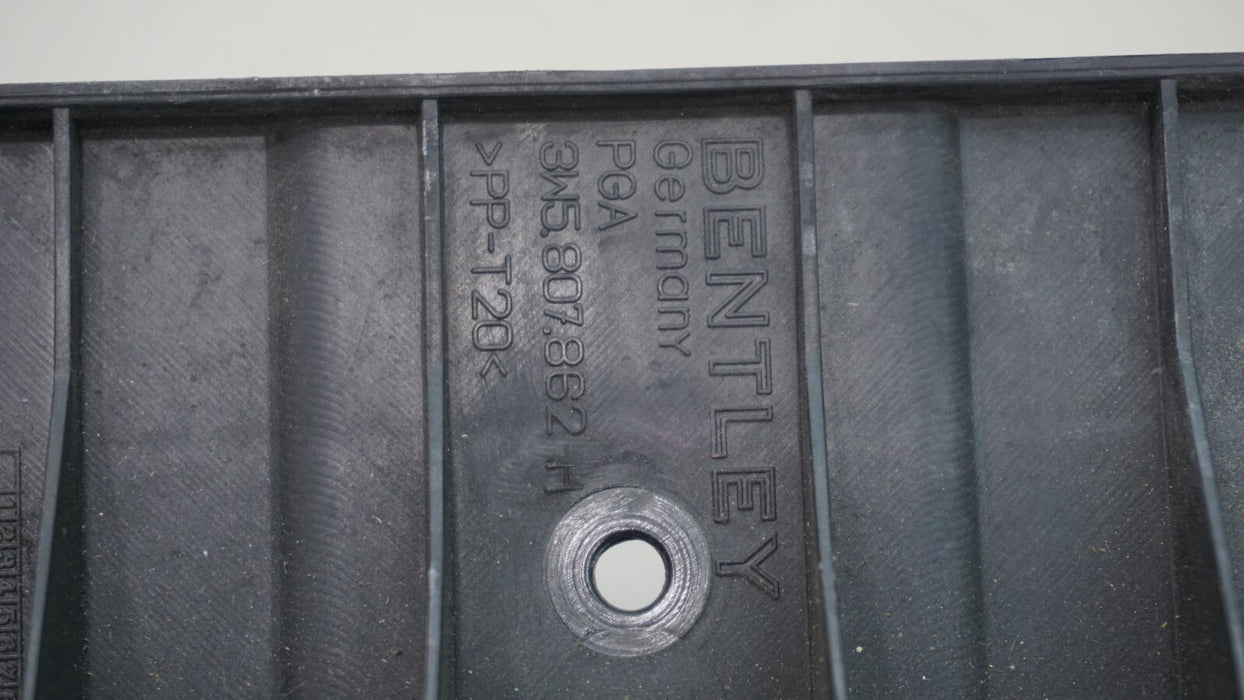 BENTLEY
Germany
PGA
3W5.807.862 H
>PP-T20<